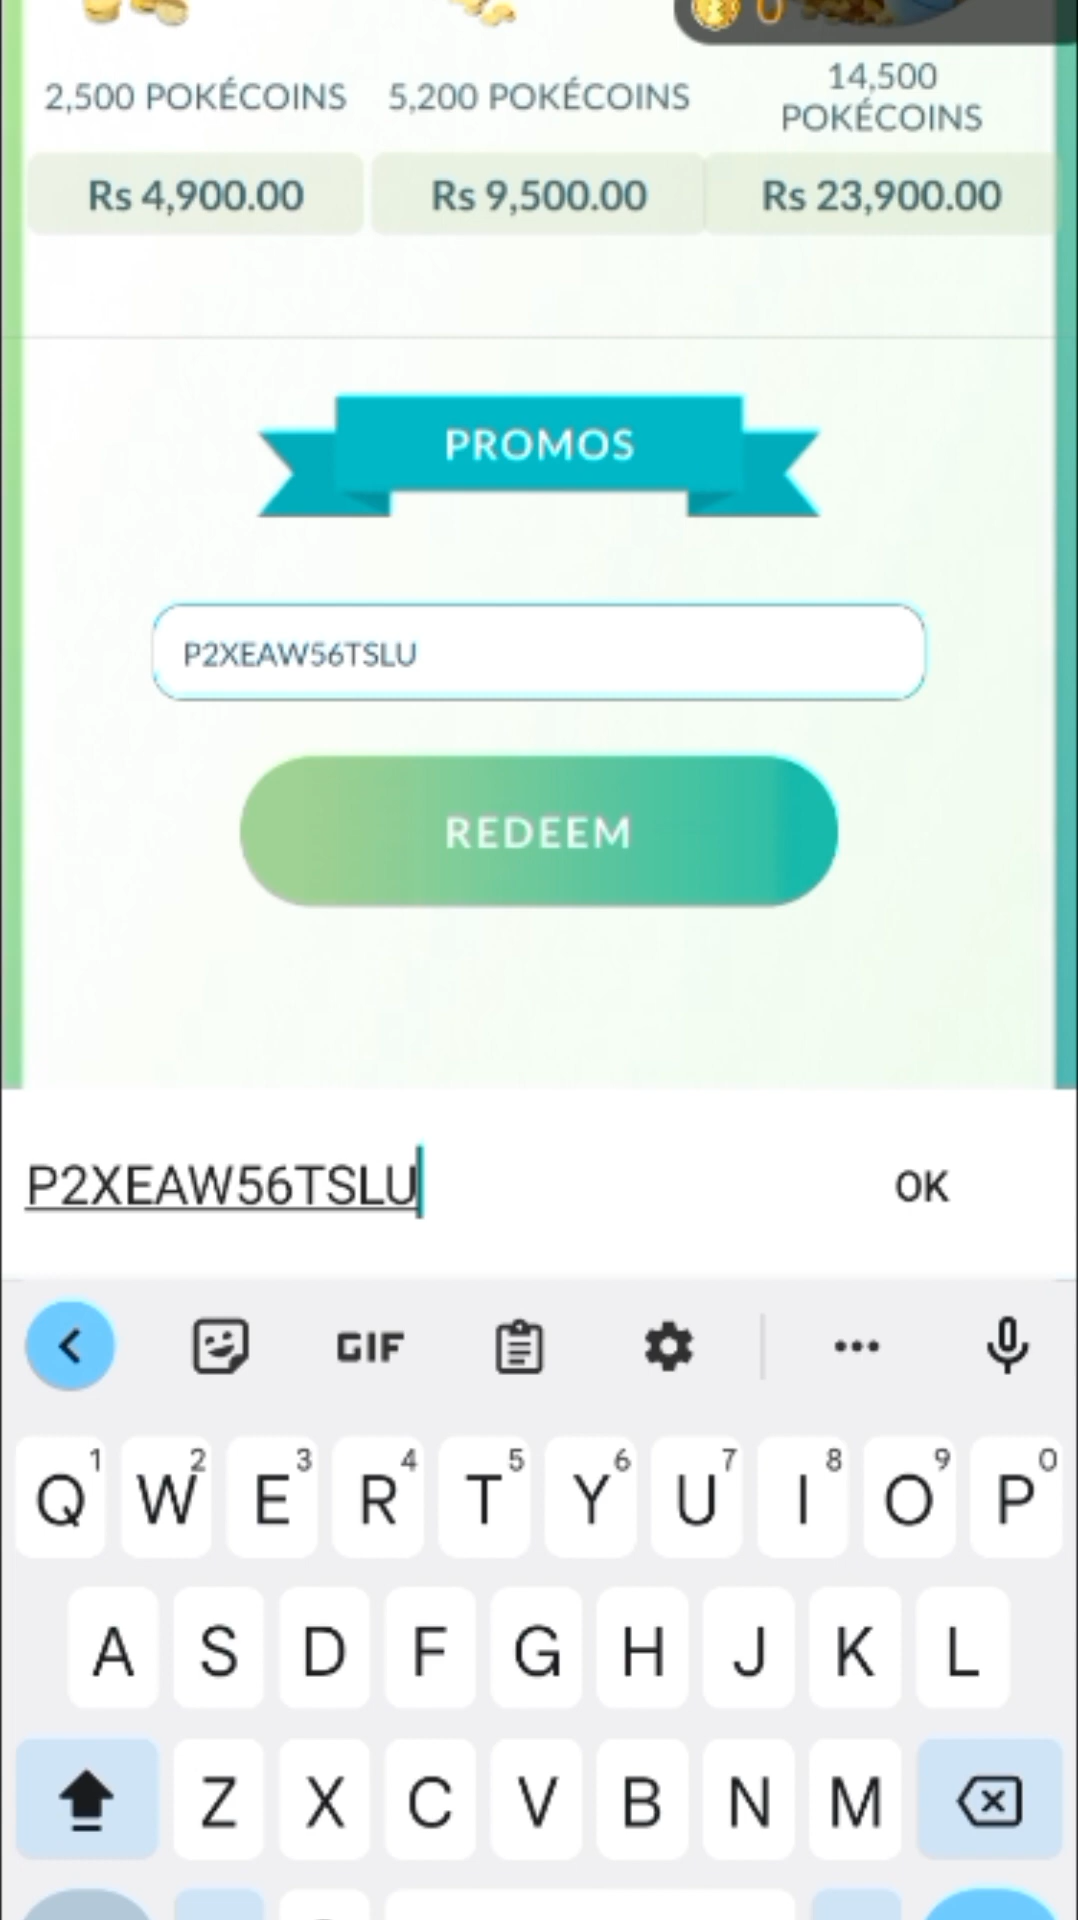 0
2,500 POKÉCOINS 5,200 POKÉCOINS 14,500 POKÉCOINS
Rs 4,900.00 Rs 9,500.00 Rs 23,900.00
PROMOS
P2XEAW56TSLU
REDEEM
P2XEAW56TSLU OK
GIF
Q1 W2 E3 R4 T5 Y6 U7 I8 O9 P0
A S D F G H J K L
Z X C V B N M